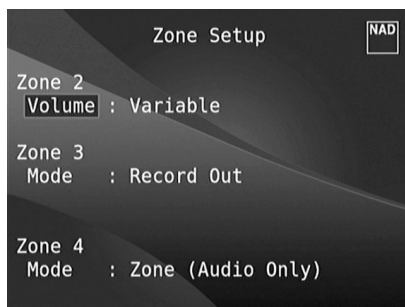 Zone Setup
NAD
Zone 2
Volume : Variable
Zone 3
Mode : Record Out
Zone 4
Mode : Zone (Audio Only)